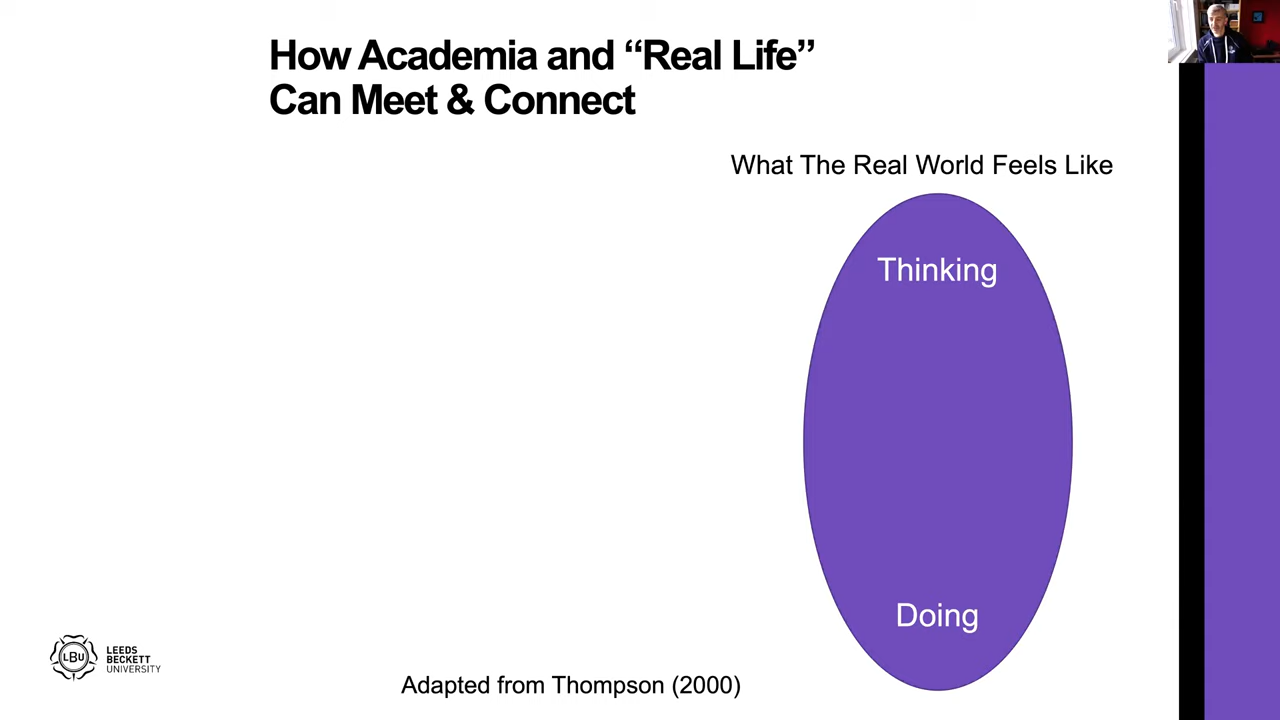 How Academia and “Real Life”
Can Meet & Connect
What The Real World Feels Like
Thinking
Doing
LBU
LEEDS
BECKETT
UNIVERSITY
Adapted from Thompson (2000)